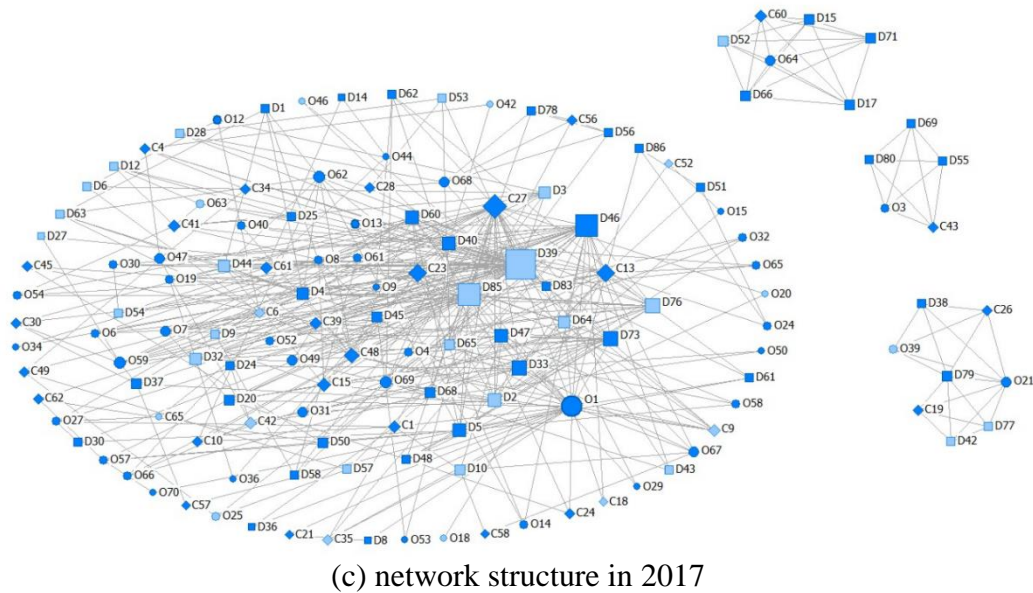 C60
D15
D52
D71
O64
D66
D17
D69
D80
D55
O3
C43
D38
C26
O39
D79
O21
C19
D77
D42
O46
D14
D62
D53
O42
D1
O12
D78
C56
D28
D56
C4
D86
O44
C52
D12
O62
O68
C28
D51
D6
C34
D3
C27
O63
O15
D63
D25
D60
D46
C41
O40
O13
O32
D27
D40
O47
O8
O61
D39
C45
O30
D44
C61
C23
C13
O65
O19
O9
D83
O54
D4
D85
O20
D76
D54
C6
C30
C39
D45
D64
O24
O6
O7
D9
O52
D47
D73
O34
D65
O4
O50
D32
C48
O59
D24
O49
D33
C49
D37
C15
O69
D61
D68
C62
D20
D2
O1
O58
O31
C65
O27
C42
C1
D5
C9
D30
C10
D50
O67
O57
D48
D57
D10
D43
O66
D58
O36
O29
O70
C57
C18
O25
C24
D36
O14
C21
C35
D8
O53
O18
C58
(c) network structure in 2017